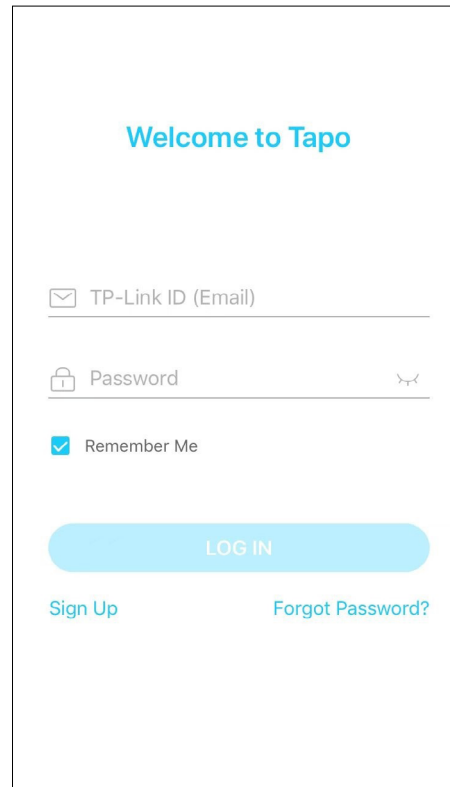 Welcome to Tapo
TP-Link ID (Email)
Password
Remember Me
LOG IN
Sign Up
Forgot Password?